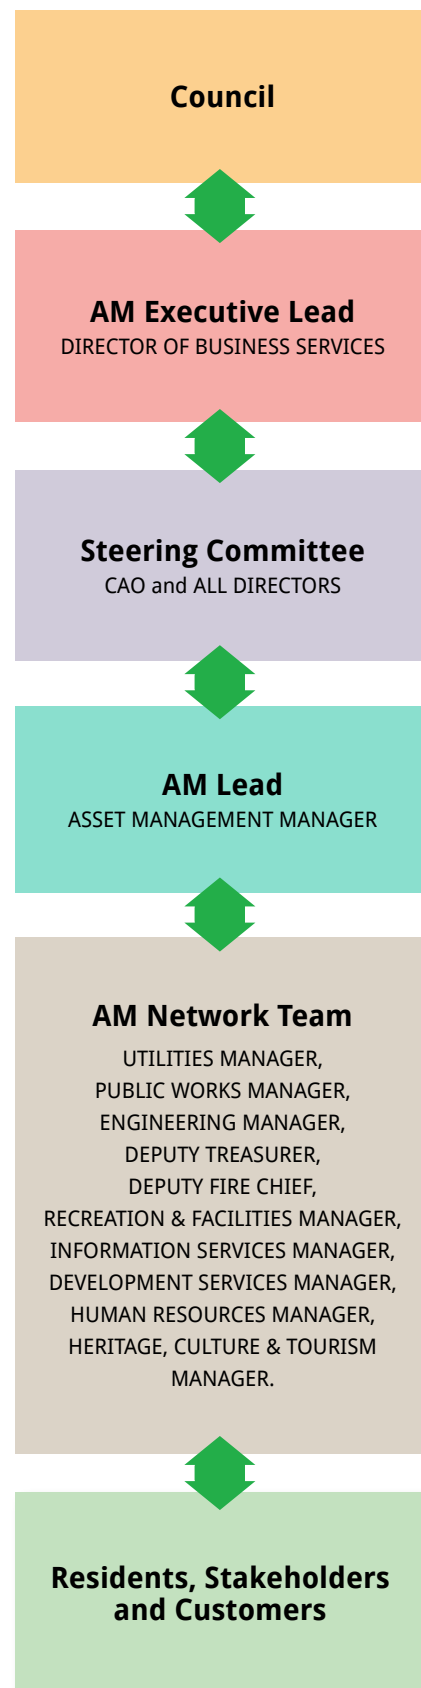 Council
AM Executive Lead
DIRECTOR OF BUSINESS SERVICES
Steering Committee
CAO and ALL DIRECTORS
AM Lead
ASSET MANAGEMENT MANAGER
AM Network Team
UTILITIES MANAGER,
PUBLIC WORKS MANAGER,
ENGINEERING MANAGER,
DEPUTY TREASURER,
DEPUTY FIRE CHIEF,
RECREATION & FACILITIES MANAGER,
INFORMATION SERVICES MANAGER,
DEVELOPMENT SERVICES MANAGER,
HUMAN RESOURCES MANAGER,
HERITAGE, CULTURE & TOURISM
MANAGER.
Residents, Stakeholders
and Customers